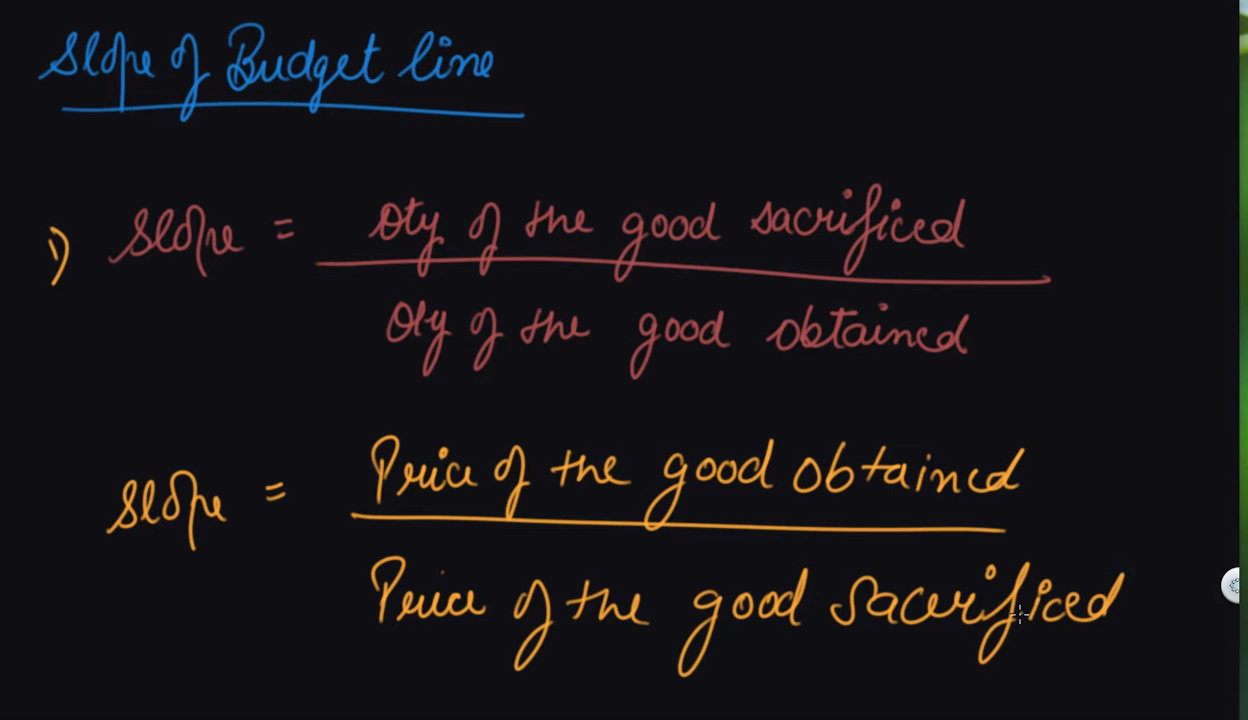 Slope of Budget line
1) Slope = Qty of the good sacrificed
Qty of the good obtained
Slope = Price of the good obtained
Price of the good sacrificed